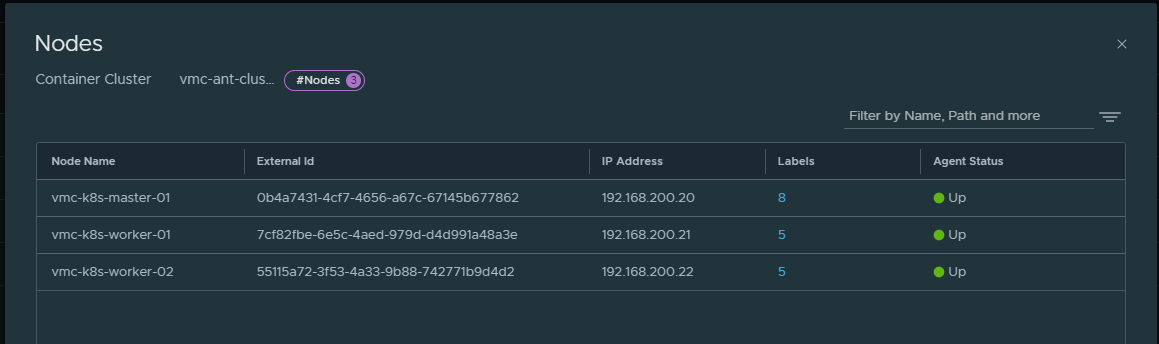 Nodes
Container Cluster vmc-ant-clus... #Nodes 3
Filter by Name, Path and more
Node Name External Id IP Address Labels Agent Status
vmc-k8s-master-01 0b4a7431-4cf7-4656-a67c-67145b677862 192.168.200.20 8 Up
vmc-k8s-worker-01 7cf82fbe-6e5c-4aed-979d-d4d991a48a3e 192.168.200.21 5 Up
vmc-k8s-worker-02 55115a72-3f53-4a33-9b88-742771b9d4d2 192.168.200.22 5 Up